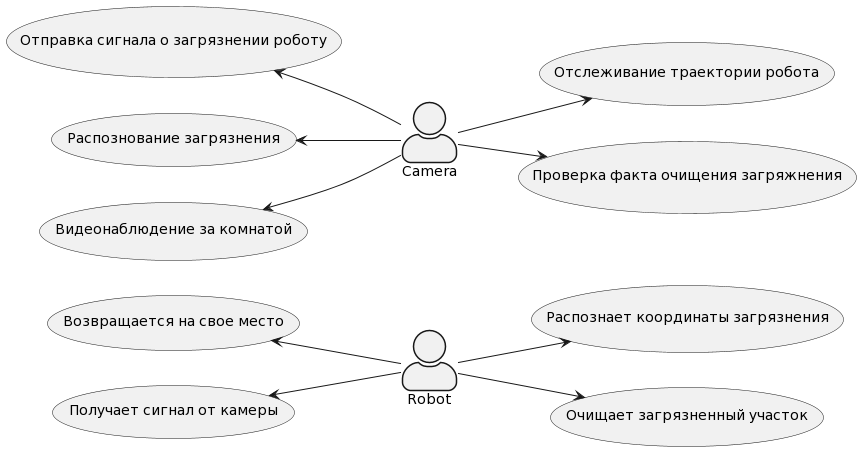 Отправка сигнала о загрязнении роботу
Отслеживание траектории робота
Распознование загрязнения
Camera
Проверка факта очищения загряжнения
Видеонаблюдение за комнатой
Возвращается на свое место
Распознает координаты загрязнения
Robot
Получает сигнал от камеры
Очищает загрязненный участок